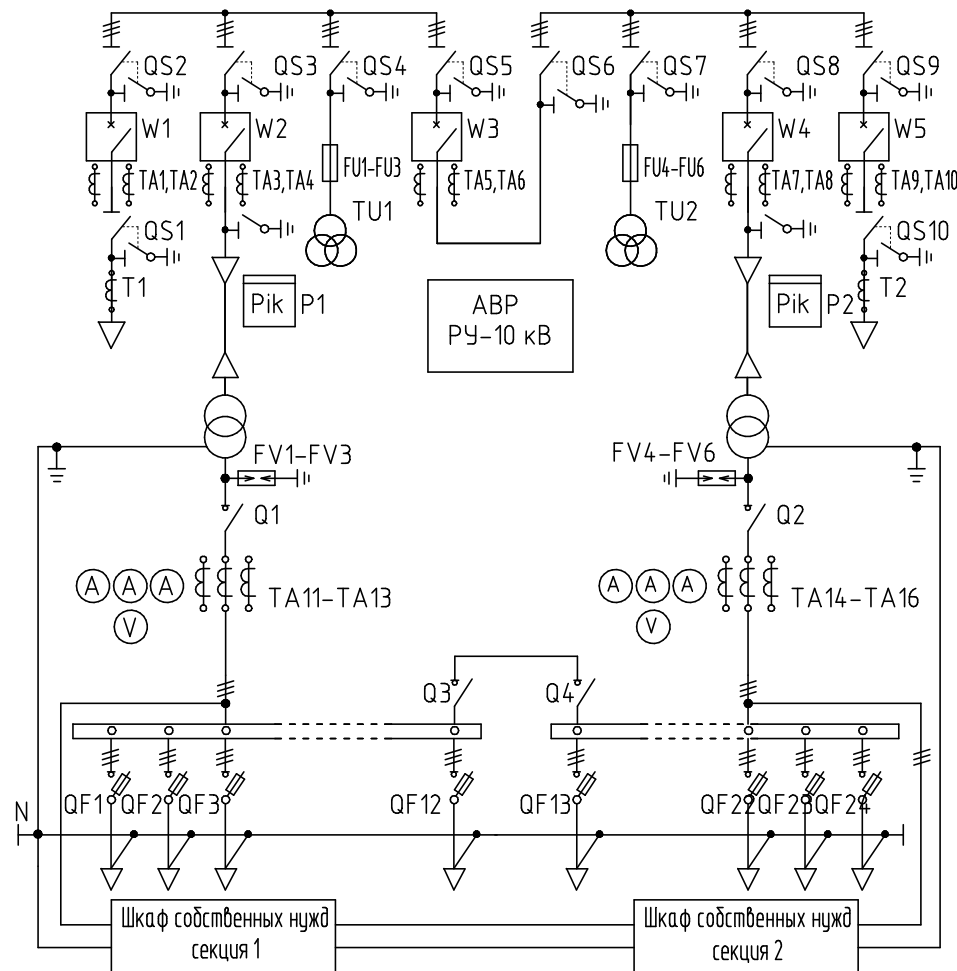 QS2 QS3 QS4 QS5 QS6 QS7 QS8 QS9
W1 W2 W3 W4 W5
TA1,TA2 TA3,TA4 FU1-FU3 TA5,TA6 FU4-FU6 TA7,TA8 TA9,TA10
TU1 TU2
QS1 QS10
T1 Pik P1 АВР Pik P2 T2
РУ-10 кВ
FV1-FV3 FV4-FV6
Q1 Q2
A A A TA11-TA13 A A A TA14-TA16
V V
Q3 Q4
QF1 QF2 QF3 QF12 QF13 QF22 QF23 QF24
N
Шкаф собственных нужд
секция 1
Шкаф собственных нужд
секция 2